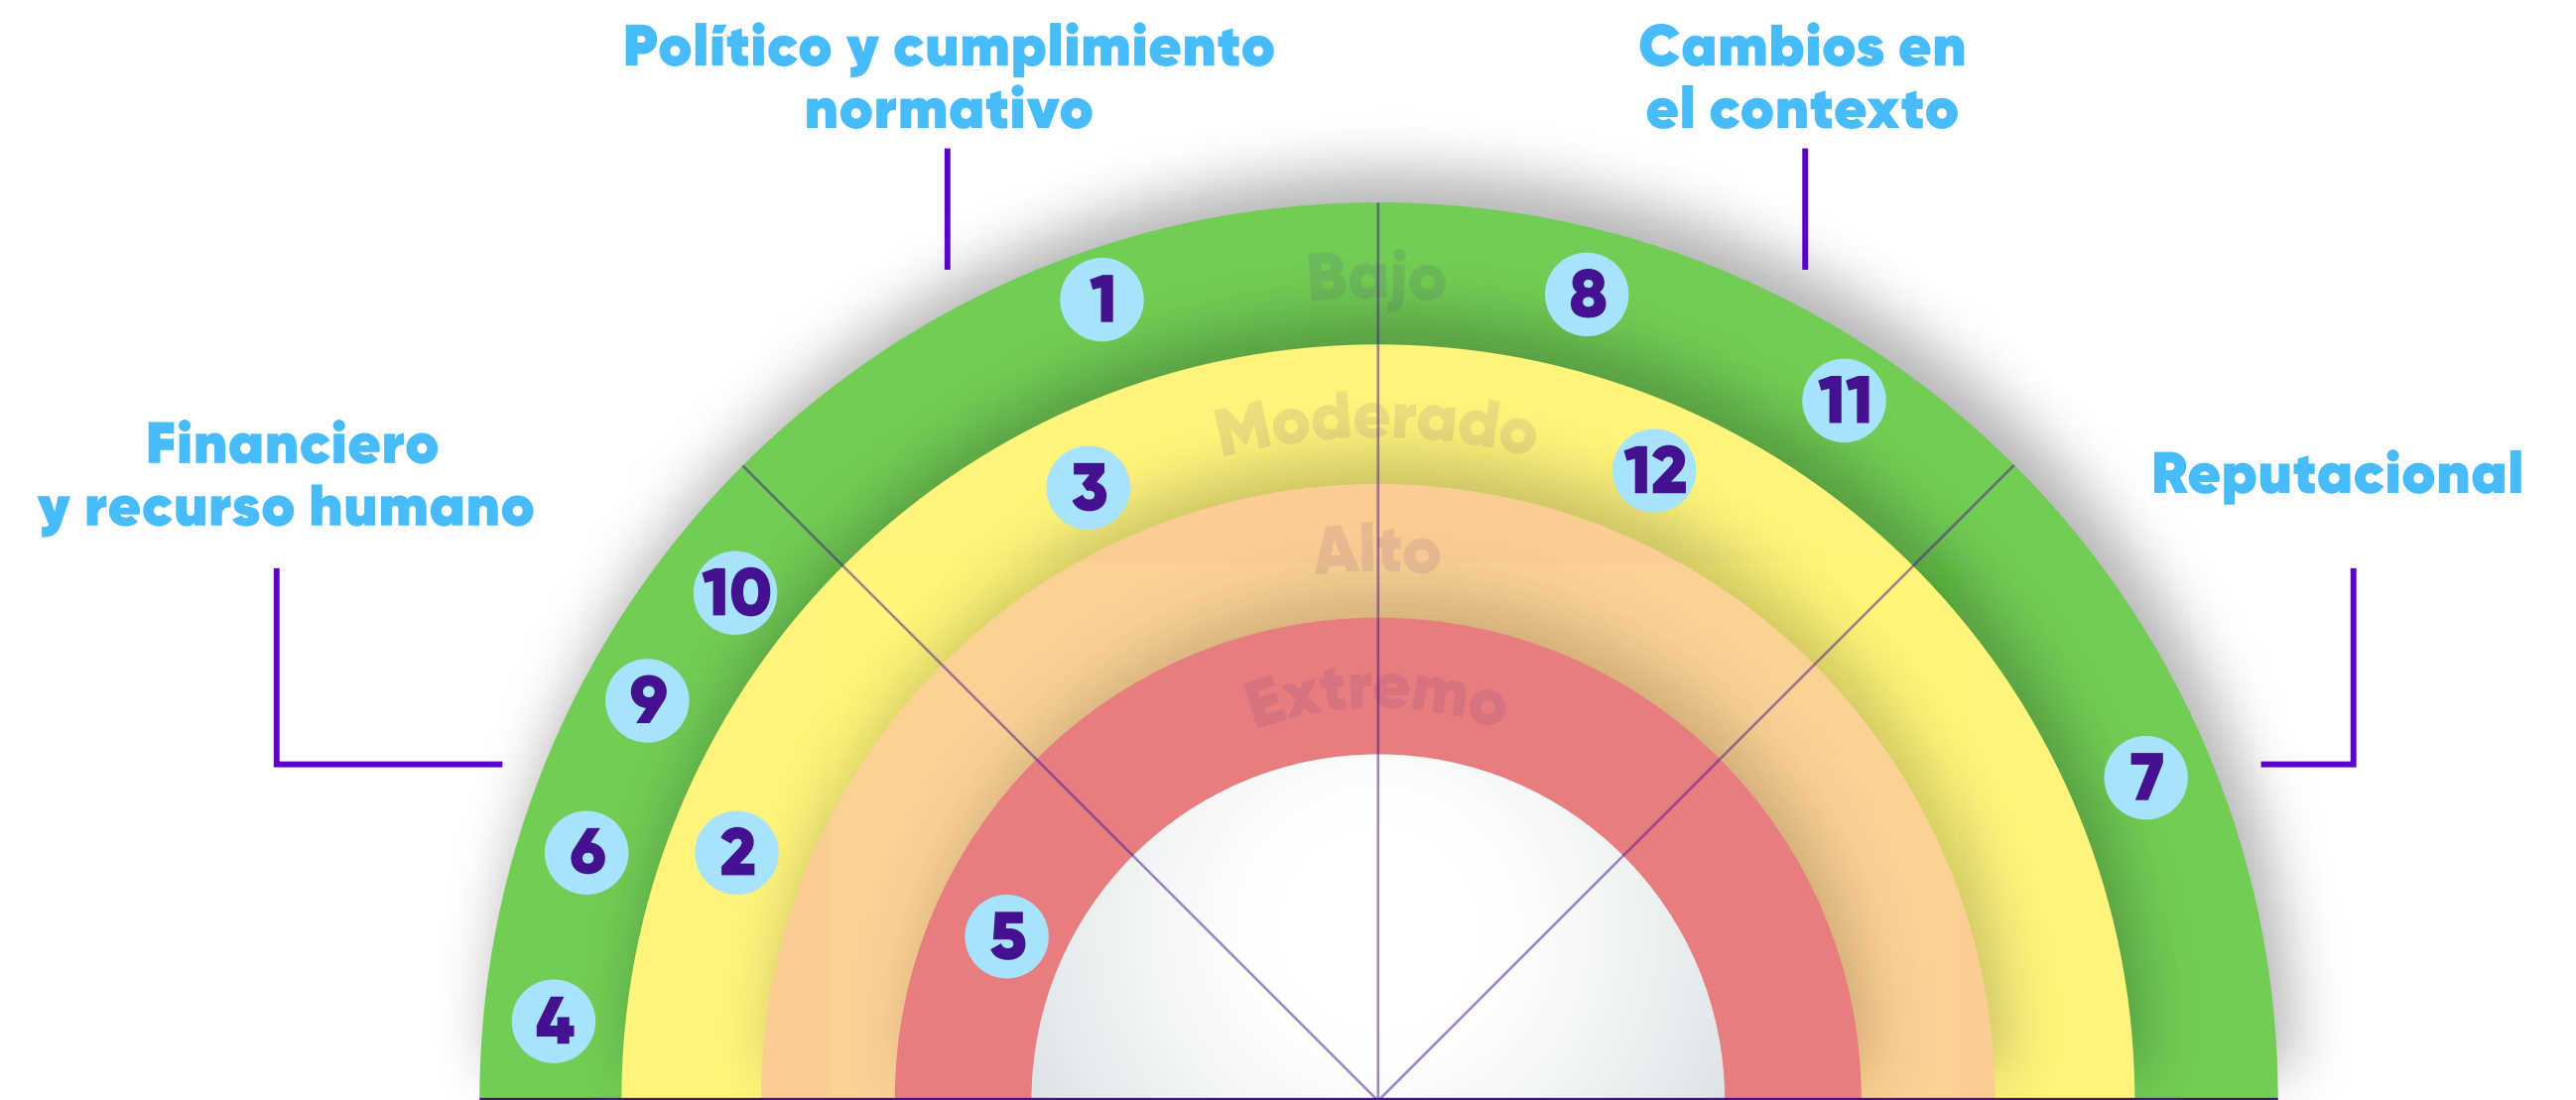 Político y cumplimiento
normativo
Cambios en
el contexto
Financiero
y recurso humano
Reputacional
Bajo
Moderado
Alto
Extremo
1
8
11
3
12
10
9
7
6
2
5
4